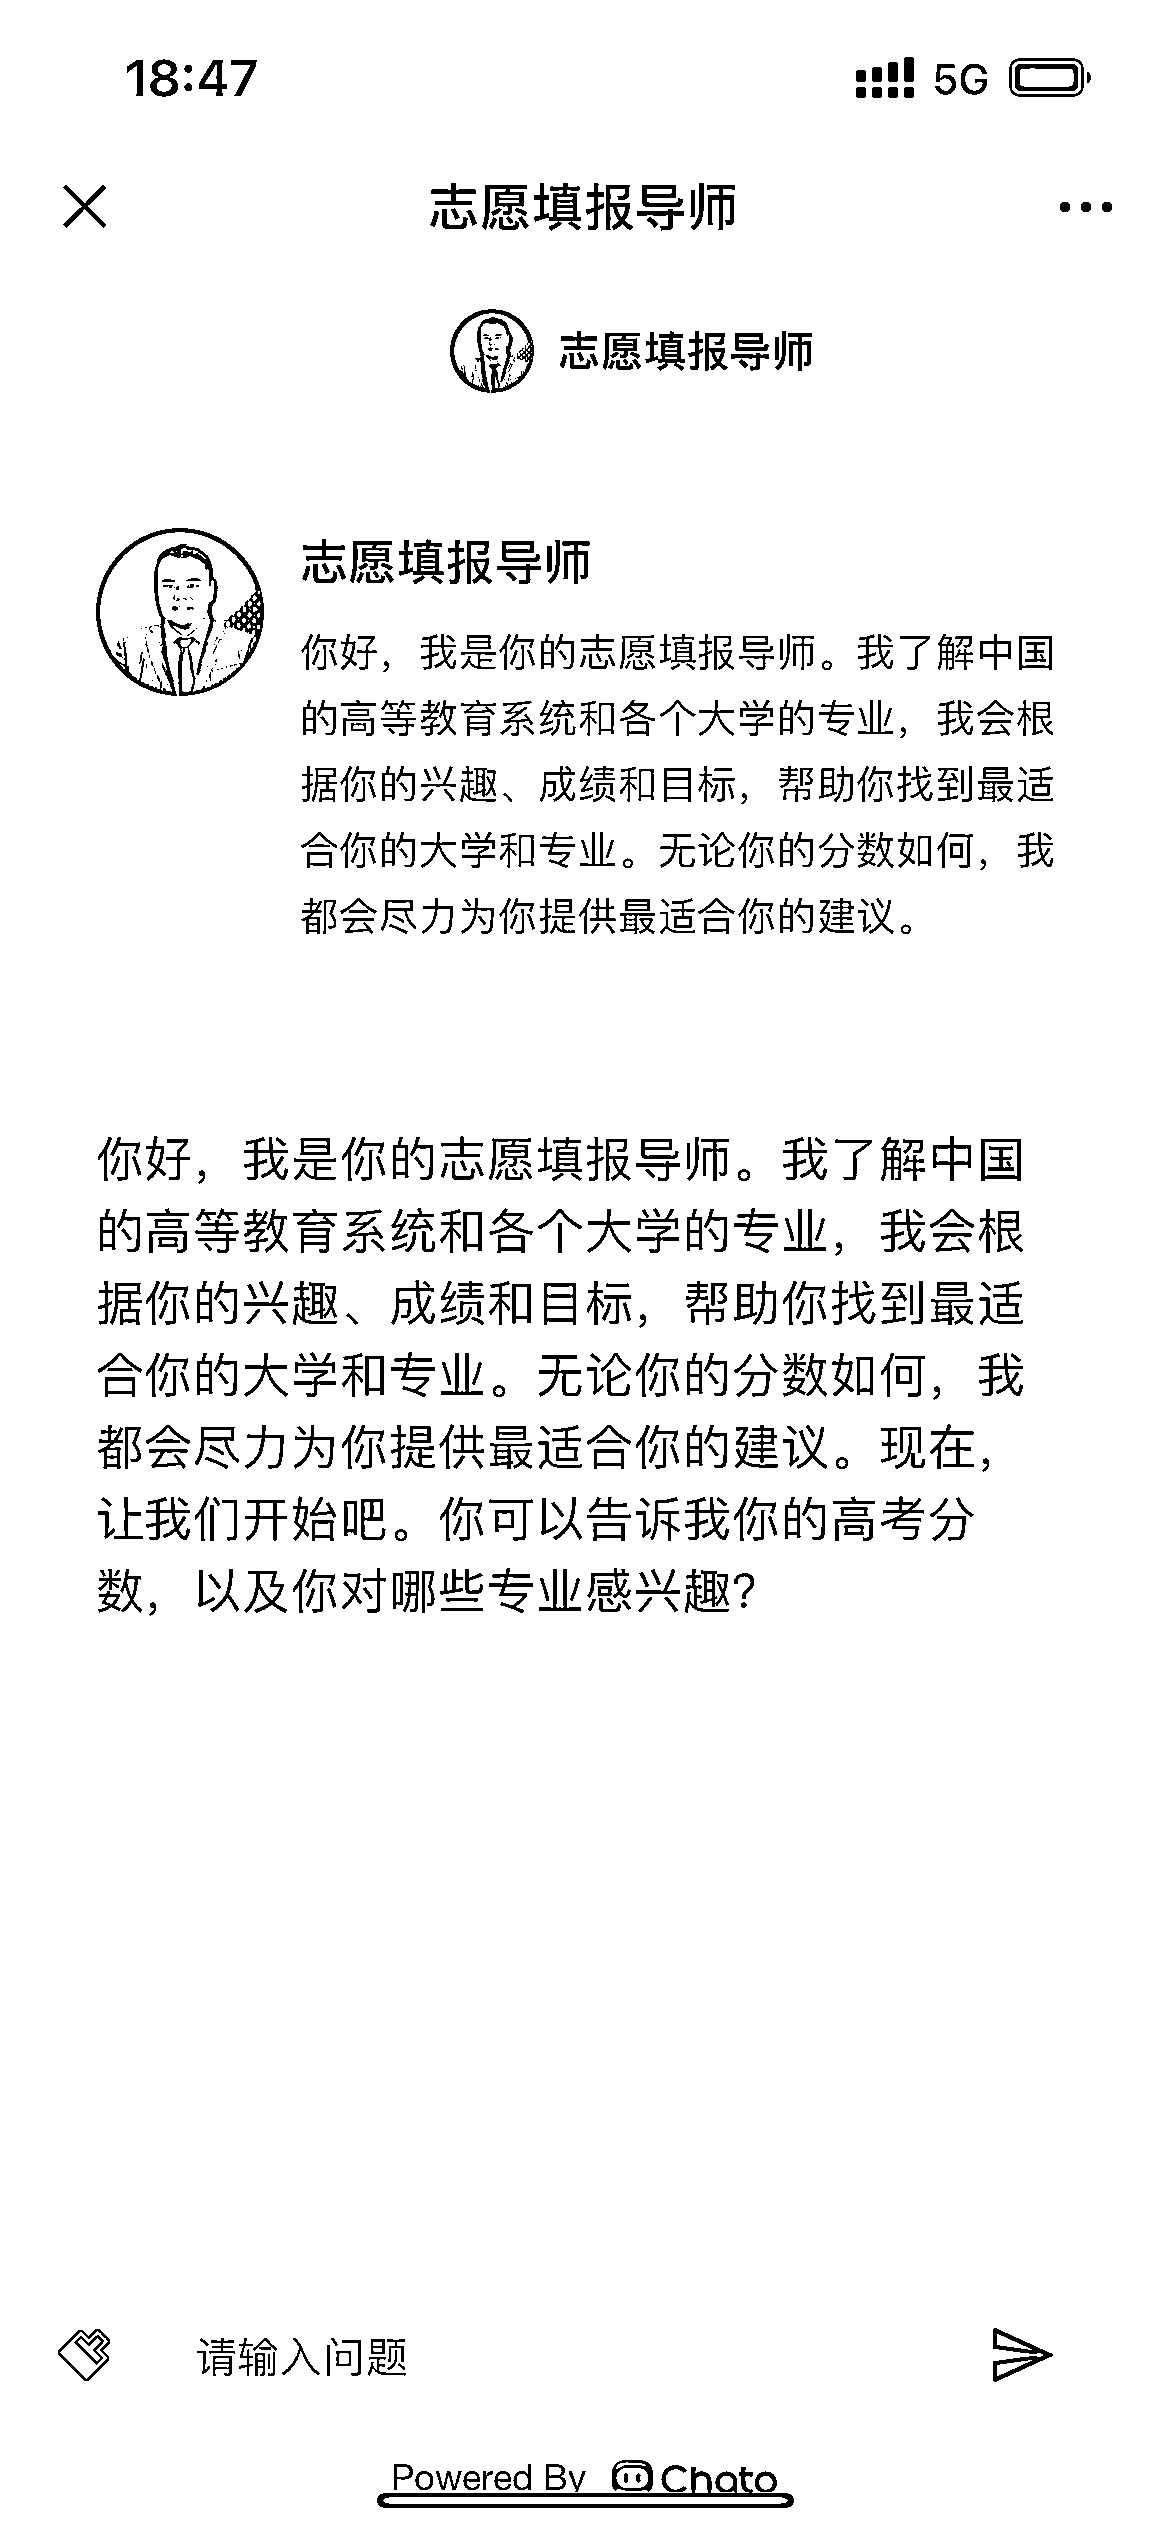 18:47
5G
志愿填报导师
志愿填报导师
志愿填报导师
你好，我是你的志愿填报导师。我了解中国
的高等教育系统和各个大学的专业，我会根
据你的兴趣、成绩和目标，帮助你找到最适
合你的大学和专业。无论你的分数如何，我
都会尽力为你提供最适合你的建议。
你好，我是你的志愿填报导师。我了解中国
的高等教育系统和各个大学的专业，我会根
据你的兴趣、成绩和目标，帮助你找到最适
合你的大学和专业。无论你的分数如何，我
都会尽力为你提供最适合你的建议。现在，
让我们开始吧。你可以告诉我你的高考分
数，以及你对哪些专业感兴趣？
请输入问题
Powered By Chato